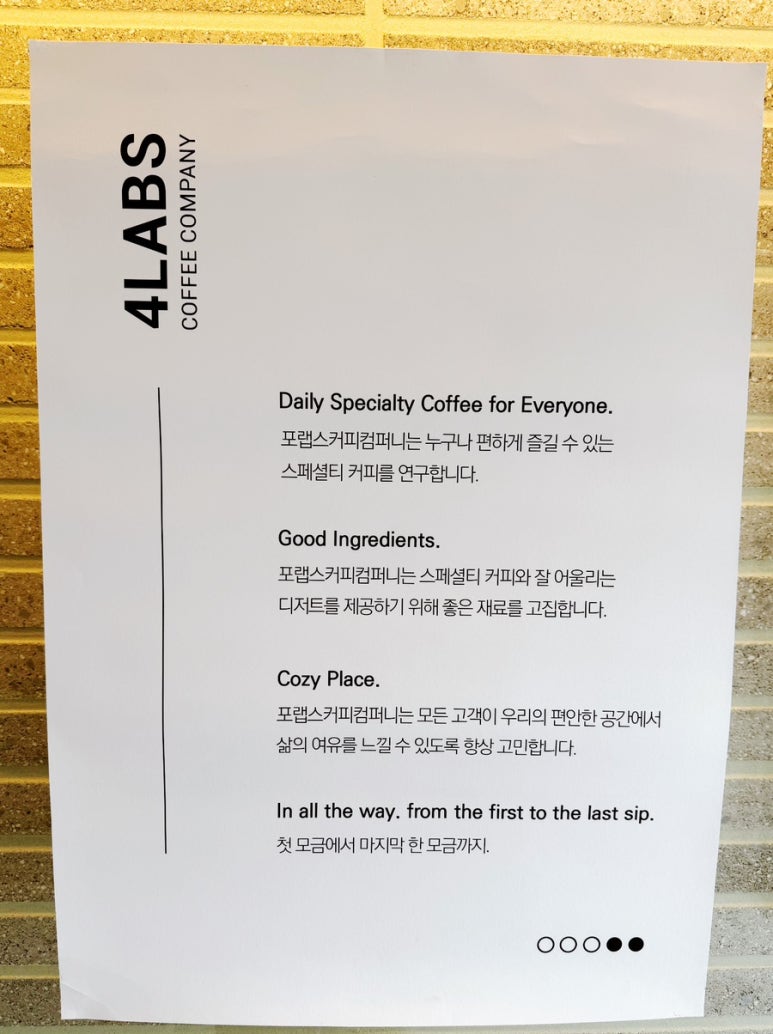 4LABS
COFFEE COMPANY
Daily Specialty Coffee for Everyone.
포랩스커피컴퍼니는 누구나 편하게 즐길 수 있는
스페셜티 커피를 연구합니다.
Good Ingredients.
포랩스커피컴퍼니는 스페셜티 커피와 잘 어울리는
디저트를 제공하기 위해 좋은 재료를 고집합니다.
Cozy Place.
포랩스커피컴퍼니는 모든 고객이 우리의 편안한 공간에서
삶의 여유를 느낄 수 있도록 항상 고민합니다.
In all the way. from the first to the last sip.
첫 모금에서 마지막 한 모금까지.